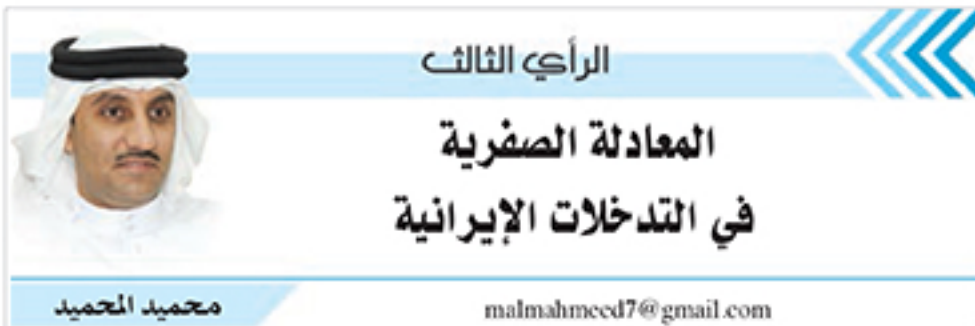 الرأي الثالث
المعادلة الصفرية
في التدخلات الإيرانية
محميد المحميد
malmahmeed7@gmail.com